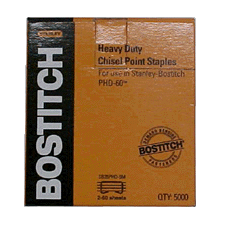 BOSTITCH
Heavy Duty
Chisel Point Staples
For use in Stanley-Bostitch
PHD-60™
BOSTITCH
FASTENERS
2-60 sheets
QTY: 5000